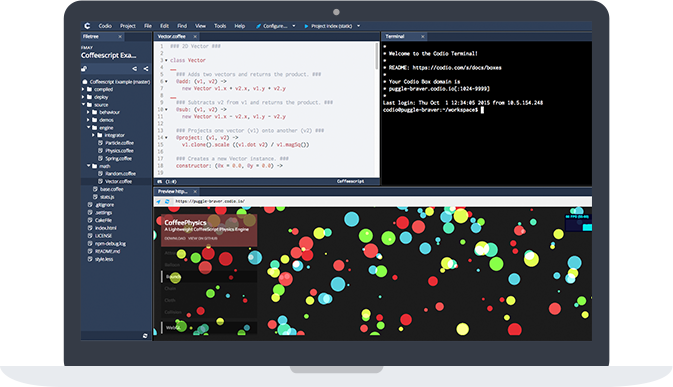 Codio Project File Edit Find View Tools Help Configure... Project Index (static)
Filetree
FMAY
Coffeescript Exa...
Coffeescript Example (master)
compiled
deploy
source
behaviour
demos
engine
integrator
Particle.coffee
Physics.coffee
Spring.coffee
math
Random.coffee
Vector.coffee
base.coffee
stats.js
.gitignore
.settings
CakeFile
index.html
LICENSE
npm-debug.log
README.md
style.less
Vector.coffee
1 ### 2D Vector ###
2
3 class Vector
4
5 ### Adds two vectors and returns the product. ###
6 @add: (v1, v2) ->
7 new Vector v1.x + v2.x, v1.y + v2.y
8
9 ### Subtracts v2 from v1 and returns the product. ###
10 @sub: (v1, v2) ->
11 new Vector v1.x - v2.x, v1.y - v2.y
12
13 ### Projects one vector (v1) onto another (v2) ###
14 @project: (v1, v2) ->
15 v1.clone().scale ((v1.dot v2) / v1.magSq())
16
17 ### Creates a new Vector instance. ###
18 constructor: (@x = 0.0, @y = 0.0) ->
(1:0) Coffeescript
Terminal
*
* Welcome to the Codio Terminal!
*
* README: https://codio.com/s/docs/boxes
*
* Your Codio Box domain is
* puggle-braver.codio.io[:1024-9999]
*
Last login: Thu Oct 1 12:34:05 2015 from 10.5.154.248
codio@puggle-braver:~/workspace$
Preview http...
https://puggle-braver.codio.io/
CoffeePhysics
A Lightweight CoffeeScript Physics Engine
DOWNLOAD VIEW ON GITHUB
Bounce
WebGL